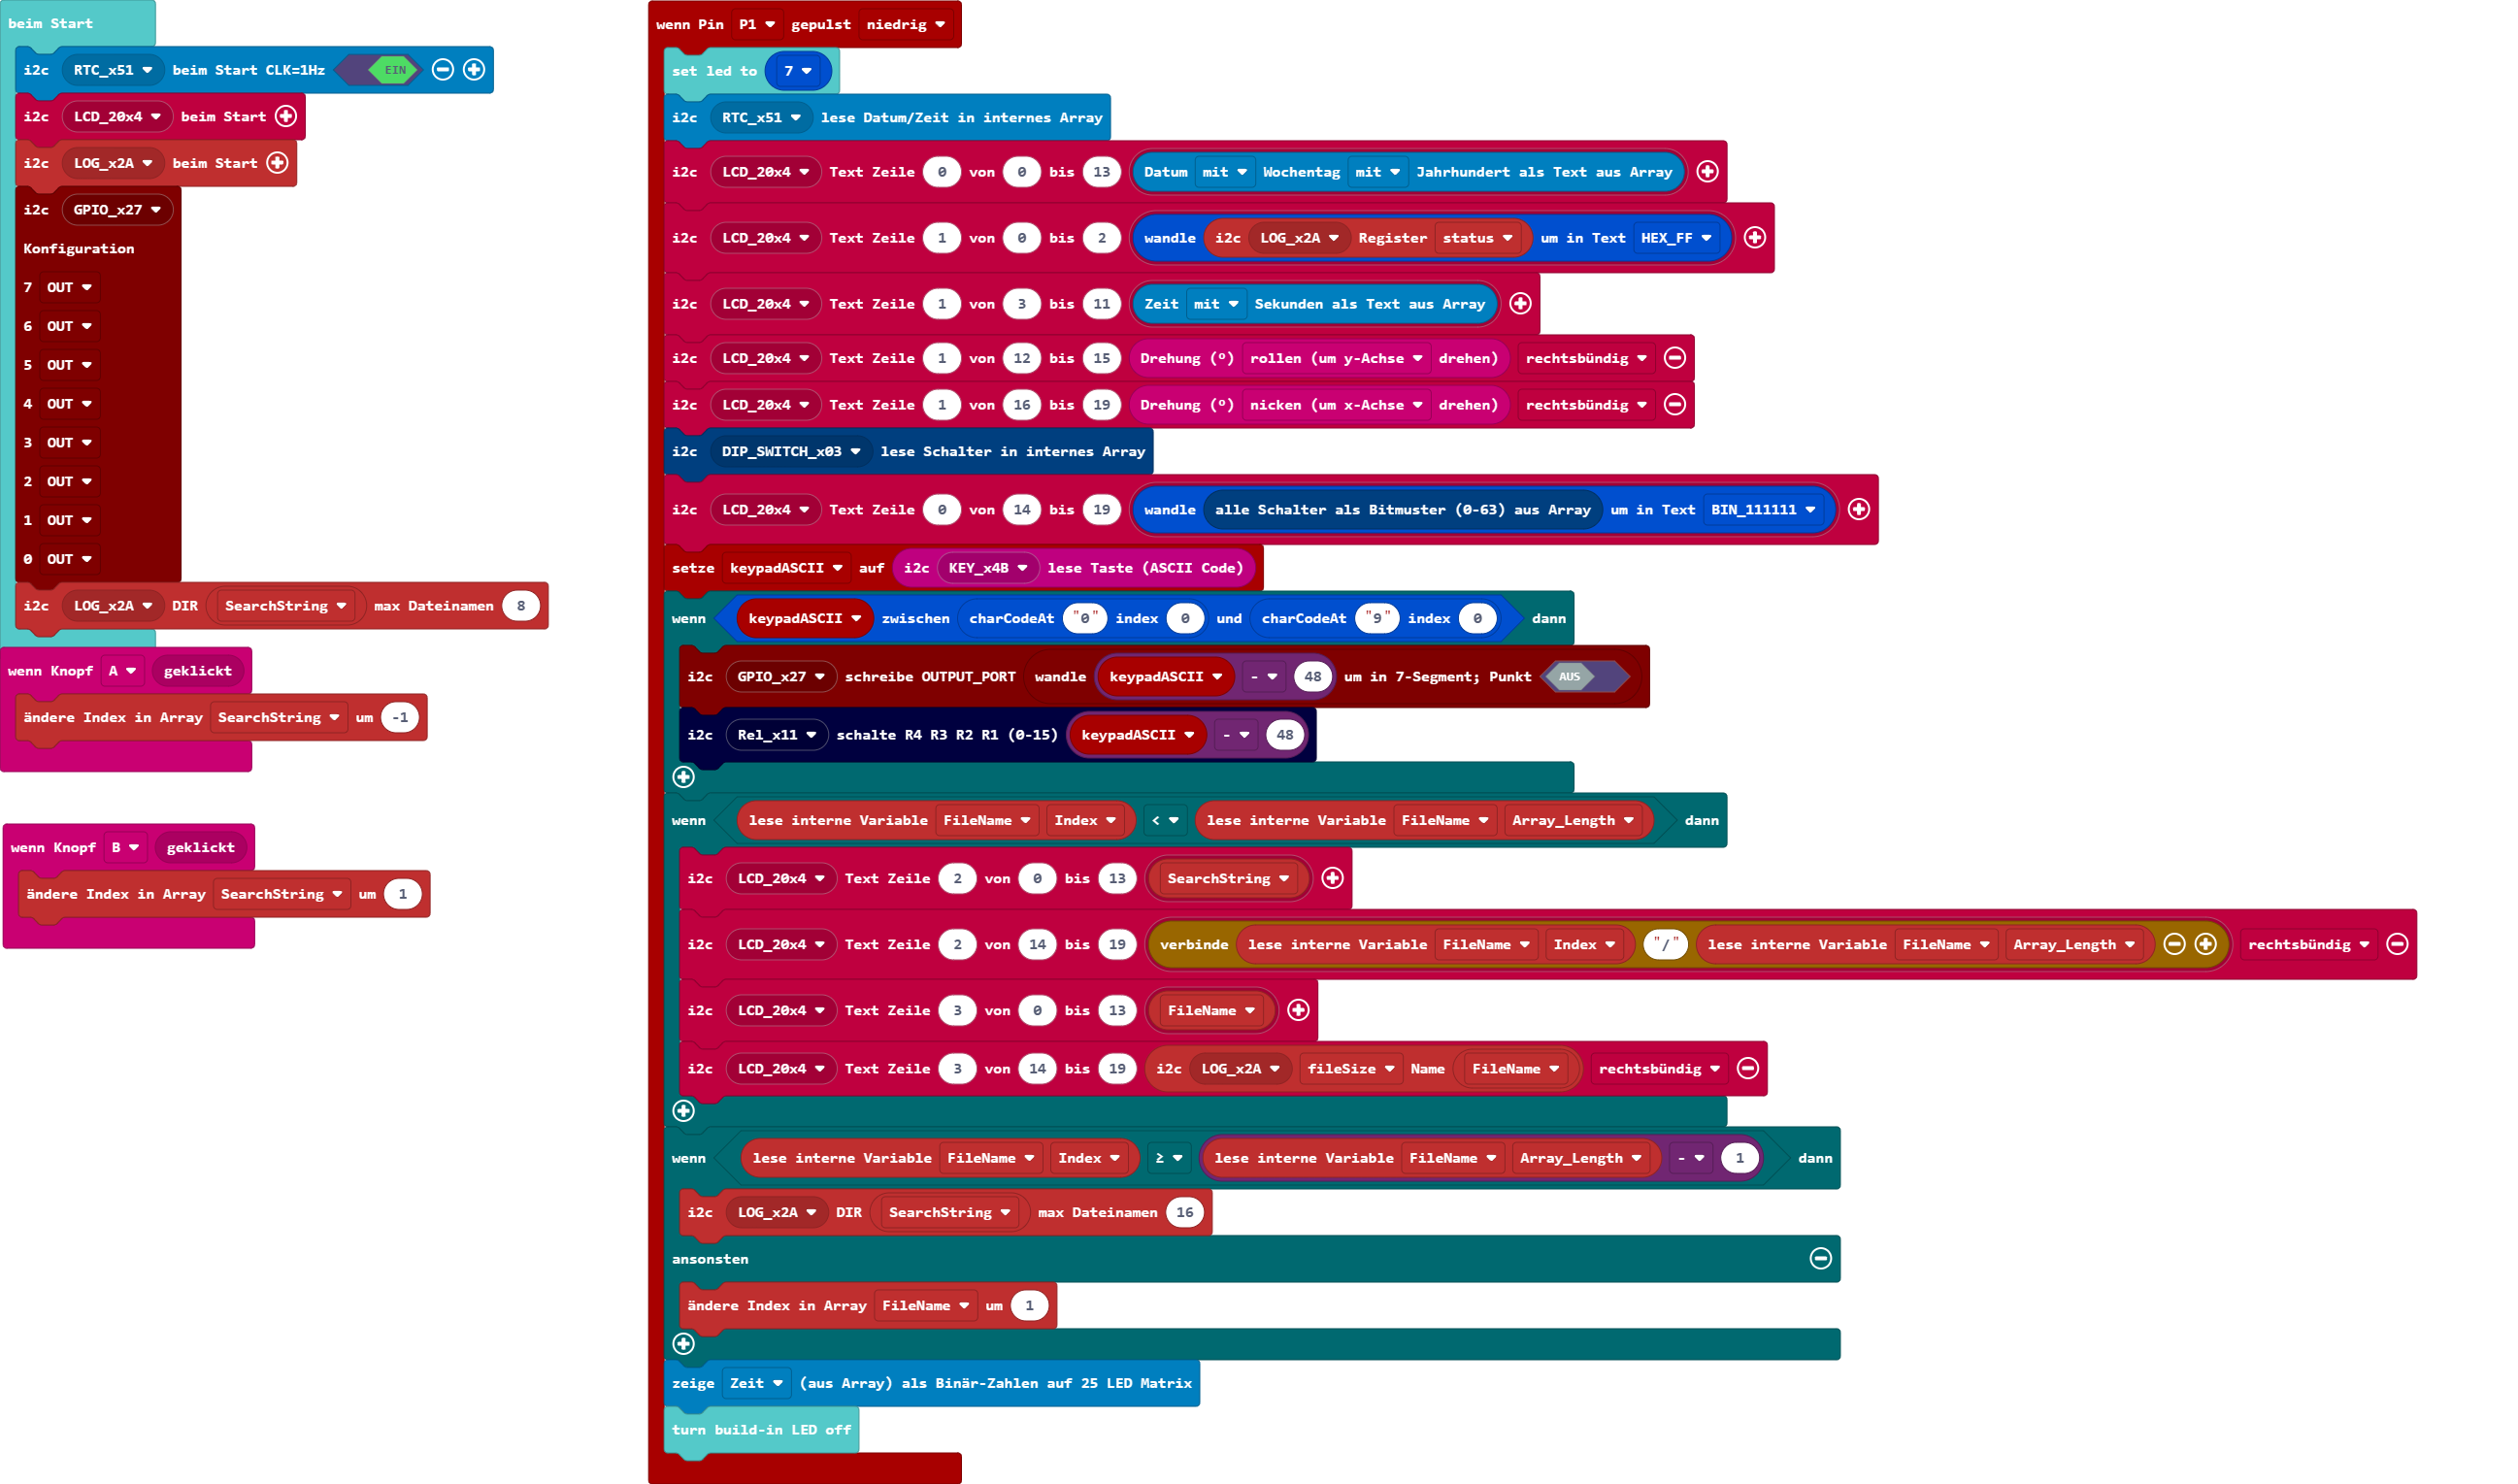 beim Start
i2c RTC_x51 beim Start CLK=1Hz EIN
i2c LCD_20x4 beim Start
i2c LOG_x2A beim Start
i2c GPIO_x27
Konfiguration
7 OUT
6 OUT
5 OUT
4 OUT
3 OUT
2 OUT
1 OUT
0 OUT
i2c LOG_x2A DIR SearchString max Dateinamen 8
wenn Knopf A geklickt
ändere Index in Array SearchString um -1
wenn Knopf B geklickt
ändere Index in Array SearchString um 1
wenn Pin P1 gepulst niedrig
set led to 7
i2c RTC_x51 lese Datum/Zeit in internes Array
i2c LCD_20x4 Text Zeile 0 von 0 bis 13 Datum mit Wochentag mit Jahrhundert als Text aus Array
i2c LCD_20x4 Text Zeile 1 von 0 bis 2 wandle i2c LOG_x2A Register status um in Text HEX_FF
i2c LCD_20x4 Text Zeile 1 von 3 bis 11 Zeit mit Sekunden als Text aus Array
i2c LCD_20x4 Text Zeile 1 von 12 bis 15 Drehung (º) rollen (um y-Achse drehen) rechtsbündig
i2c LCD_20x4 Text Zeile 1 von 16 bis 19 Drehung (º) nicken (um x-Achse drehen) rechtsbündig
i2c DIP_SWITCH_x03 lese Schalter in internes Array
i2c LCD_20x4 Text Zeile 0 von 14 bis 19 wandle alle Schalter als Bitmuster (0-63) aus Array um in Text BIN_111111
setze keypadASCII auf i2c KEY_x4B lese Taste (ASCII Code)
wenn keypadASCII zwischen charCodeAt "0" index 0 und charCodeAt "9" index 0 dann
i2c GPIO_x27 schreibe OUTPUT_PORT wandle keypadASCII - 48 um in 7-Segment; Punkt AUS
i2c Rel_x11 schalte R4 R3 R2 R1 (0-15) keypadASCII - 48
wenn lese interne Variable FileName Index < lese interne Variable FileName Array_Length dann
i2c LCD_20x4 Text Zeile 2 von 0 bis 13 SearchString
i2c LCD_20x4 Text Zeile 2 von 14 bis 19 verbinde lese interne Variable FileName Index "/" lese interne Variable FileName Array_Length rechtsbündig
i2c LCD_20x4 Text Zeile 3 von 0 bis 13 FileName
i2c LCD_20x4 Text Zeile 3 von 14 bis 19 i2c LOG_x2A fileSize Name FileName rechtsbündig
wenn lese interne Variable FileName Index ≥ lese interne Variable FileName Array_Length - 1 dann
i2c LOG_x2A DIR SearchString max Dateinamen 16
ansonsten
ändere Index in Array FileName um 1
zeige Zeit (aus Array) als Binär-Zahlen auf 25 LED Matrix
turn build-in LED off